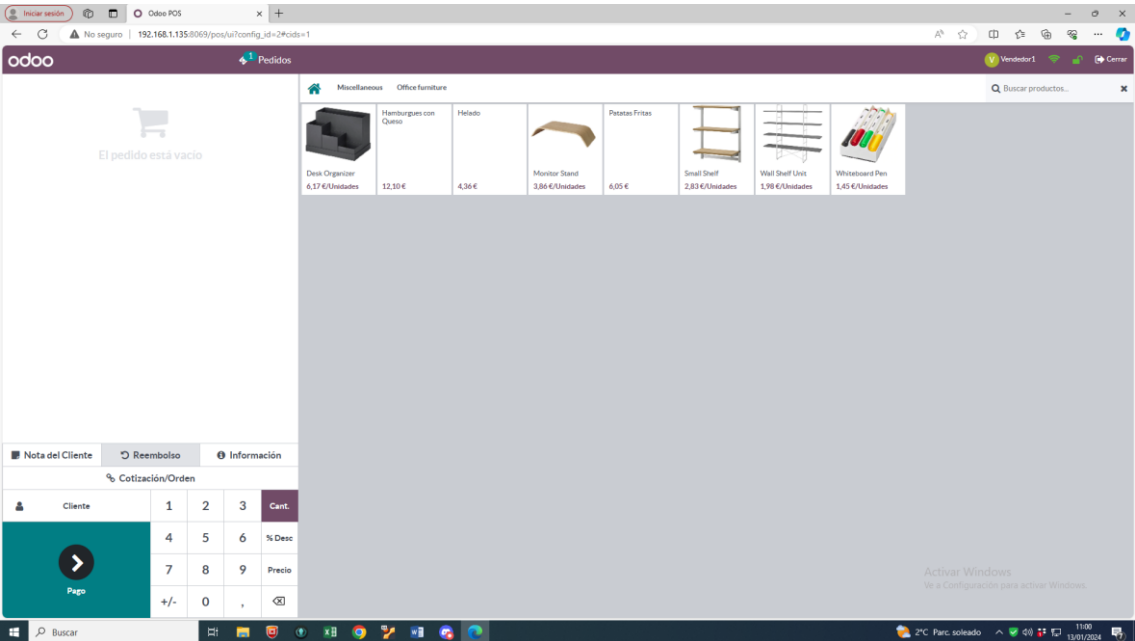 Iniciar sesión
Odoo POS
No seguro
192.168.1.135:8069/pos/ui?config_id=2#cids=1
odoo
1 Pedidos
V Vendedor1
Cerrar
Miscellaneous Office furniture
Buscar productos...
El pedido está vacío
Desk Organizer
6,17 €/Unidades
Hamburgues con
Queso
12,10 €
Helado
4,36 €
Monitor Stand
3,86 €/Unidades
Patatas Fritas
6,05 €
Small Shelf
2,83 €/Unidades
Wall Shelf Unit
1,98 €/Unidades
Whiteboard Pen
1,45 €/Unidades
Nota del Cliente Reembolso Información
Cotización/Orden
Cliente 1 2 3 Cant.
4 5 6 % Desc
7 8 9 Precio
Pago
+/- 0 ,
Activar Windows
Ve a Configuración para activar Windows.
Buscar
2°C Parc. soleado
11:00
13/01/2024